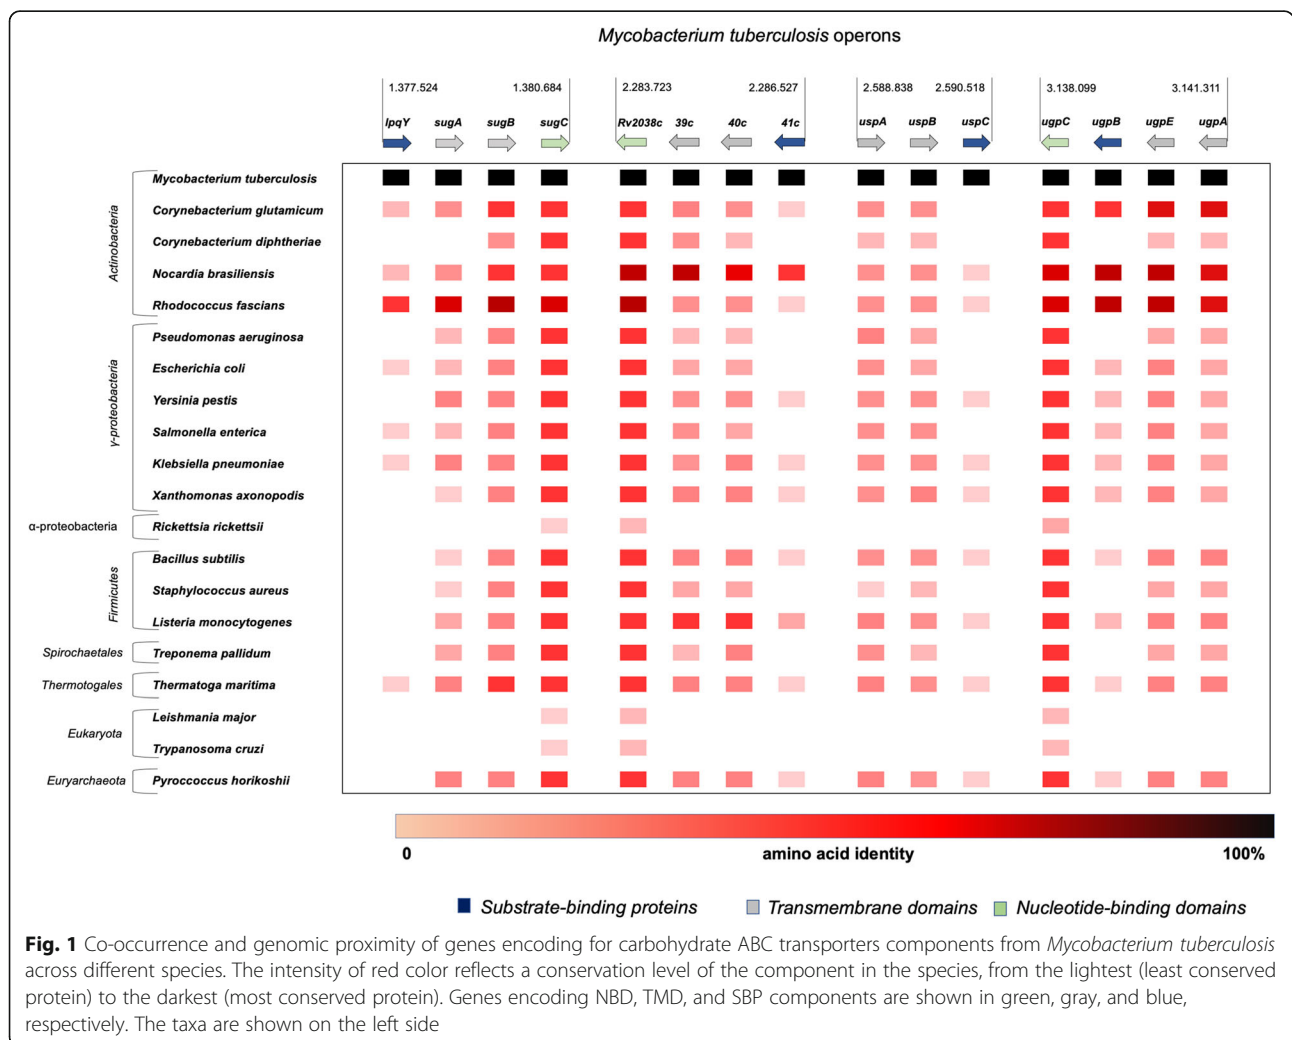 Mycobacterium tuberculosis operons
1.377.524 1.380.684 2.283.723 2.286.527 2.588.838 2.590.518 3.138.099 3.141.311
lpqY sugA sugB sugC Rv2038c 39c 40c 41c uspA uspB uspC ugpC ugpB ugpE ugpA
Actinobacteria
Mycobacterium tuberculosis
Corynebacterium glutamicum
Corynebacterium diphtheriae
Nocardia brasiliensis
Rhodococcus fascians
γ-proteobacteria
Pseudomonas aeruginosa
Escherichia coli
Yersinia pestis
Salmonella enterica
Klebsiella pneumoniae
Xanthomonas axonopodis
α-proteobacteria Rickettsia rickettsii
Firmicutes
Bacillus subtilis
Staphylococcus aureus
Listeria monocytogenes
Spirochaetales Treponema pallidum
Thermotogales Thermatoga maritima
Eukaryota
Leishmania major
Trypanosoma cruzi
Euryarchaeota Pyroccoccus horikoshii
0 amino acid identity 100%
Substrate-binding proteins Transmembrane domains Nucleotide-binding domains
Fig. 1 Co-occurrence and genomic proximity of genes encoding for carbohydrate ABC transporters components from Mycobacterium tuberculosis
across different species. The intensity of red color reflects a conservation level of the component in the species, from the lightest (least conserved
protein) to the darkest (most conserved protein). Genes encoding NBD, TMD, and SBP components are shown in green, gray, and blue,
respectively. The taxa are shown on the left side